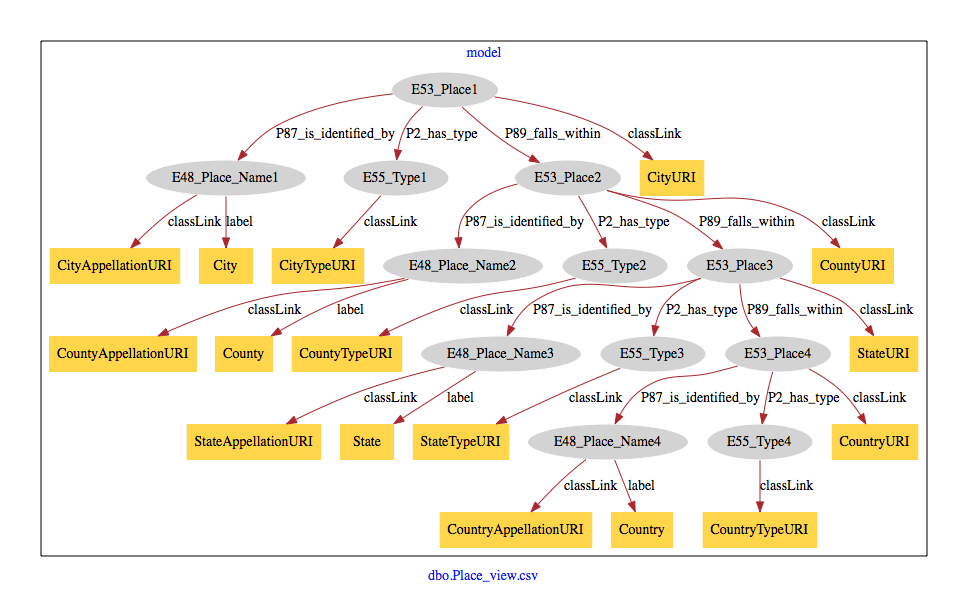 model
E53_Place1
P87_is_identified_by
P2_has_type
P89_falls_within
classLink
E48_Place_Name1
E55_Type1
E53_Place2
CityURI
classLink
label
classLink
P87_is_identified_by
P2_has_type
P89_falls_within
classLink
CityAppellationURI
City
CityTypeURI
E48_Place_Name2
E55_Type2
E53_Place3
CountyURI
classLink
label
classLink
P87_is_identified_by
P2_has_type
P89_falls_within
classLink
CountyAppellationURI
County
CountyTypeURI
E48_Place_Name3
E55_Type3
E53_Place4
StateURI
classLink
label
classLink
P87_is_identified_by
P2_has_type
classLink
StateAppellationURI
State
StateTypeURI
E48_Place_Name4
E55_Type4
CountryURI
classLink
label
classLink
CountryAppellationURI
Country
CountryTypeURI
dbo.Place_view.csv